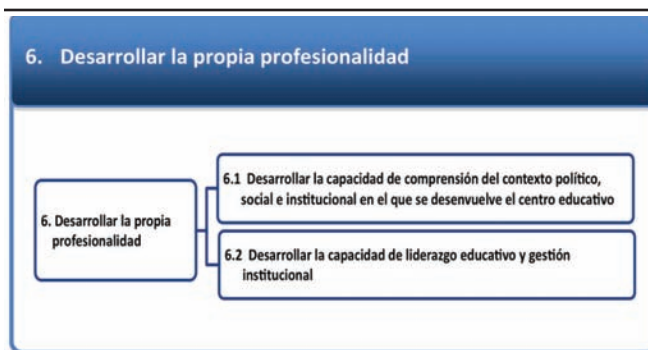 6. Desarrollar la propia profesionalidad
6. Desarrollar la propia
profesionalidad
6.1 Desarrollar la capacidad de comprensión del contexto político,
social e institucional en el que se desenvuelve el centro educativo
6.2 Desarrollar la capacidad de liderazgo educativo y gestión
institucional